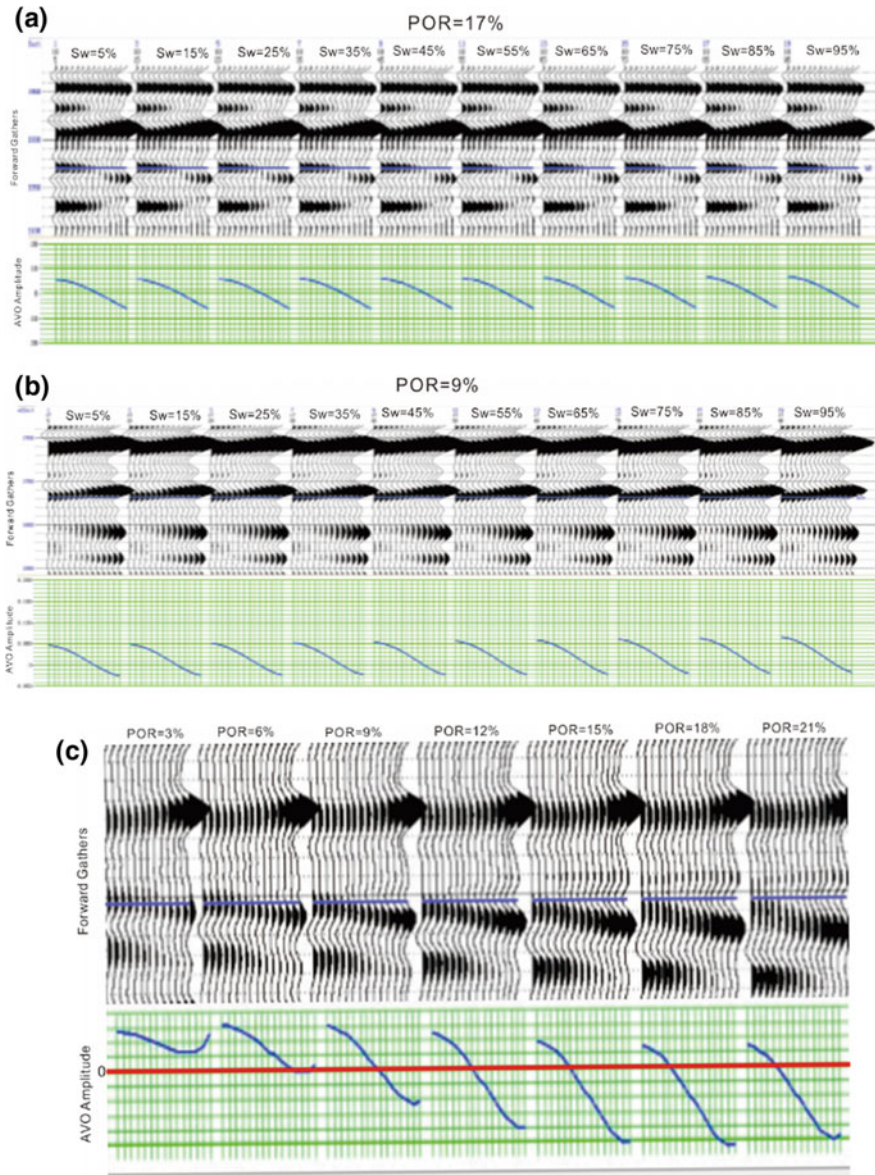 (a)
POR=17%
Sw=5% Sw=15% Sw=25% Sw=35% Sw=45% Sw=55% Sw=65% Sw=75% Sw=85% Sw=95%
Forward Gathers
AVO Amplitude
(b)
POR=9%
Sw=5% Sw=15% Sw=25% Sw=35% Sw=45% Sw=55% Sw=65% Sw=75% Sw=85% Sw=95%
Forward Gathers
AVO Amplitude
(c)
POR=3% POR=6% POR=9% POR=12% POR=15% POR=18% POR=21%
Forward Gathers
0
AVO Amplitude